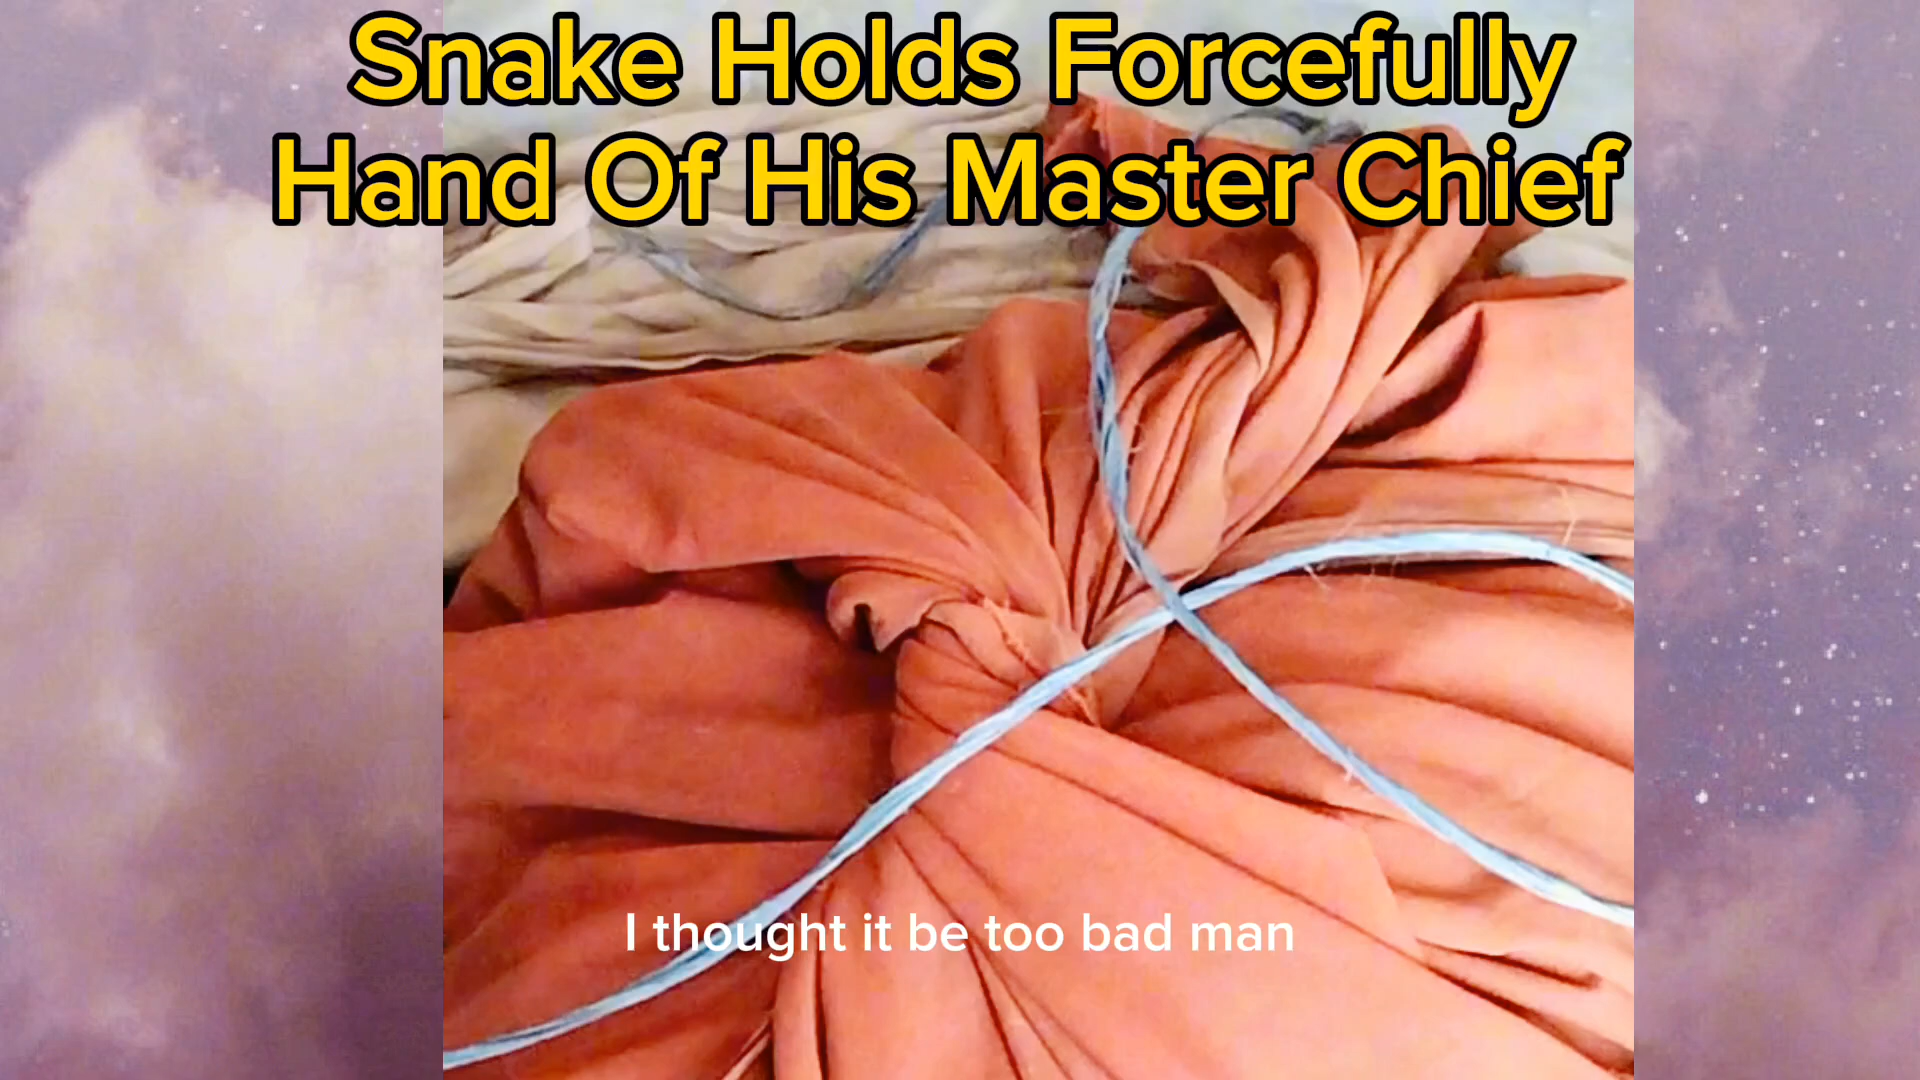 Snake Holds Forcefully
Hand Of His Master Chief
I thought it be too bad man